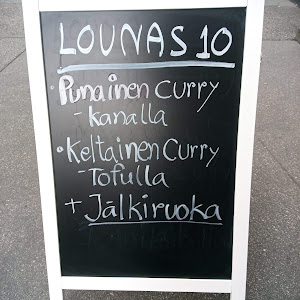 LOUNAS 10
• Punainen curry
- kanalla
• Keltainen Curry
- Tofulla
+ Jälkiruoka